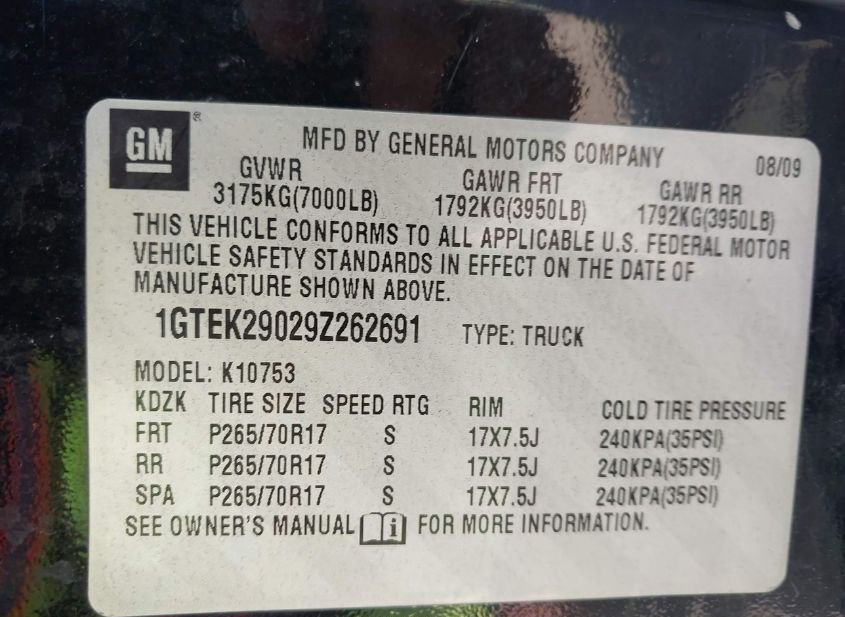 GM ®
MFD BY GENERAL MOTORS COMPANY 08/09
GVWR GAWR FRT GAWR RR
3175KG(7000LB) 1792KG(3950LB) 1792KG(3950LB)
THIS VEHICLE CONFORMS TO ALL APPLICABLE U.S. FEDERAL MOTOR
VEHICLE SAFETY STANDARDS IN EFFECT ON THE DATE OF
MANUFACTURE SHOWN ABOVE.
1GTEK29029Z262691 TYPE: TRUCK
MODEL: K10753
KDZK TIRE SIZE SPEED RTG RIM COLD TIRE PRESSURE
FRT P265/70R17 S 17X7.5J 240KPA(35PSI)
RR P265/70R17 S 17X7.5J 240KPA(35PSI)
SPA P265/70R17 S 17X7.5J 240KPA(35PSI)
SEE OWNER'S MANUAL i FOR MORE INFORMATION.